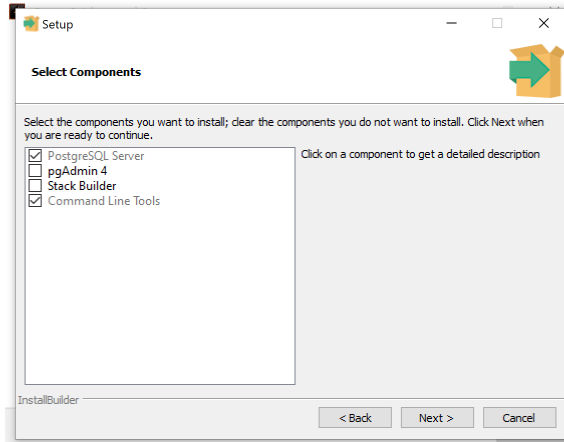 Setup
Select Components
Select the components you want to install; clear the components you do not want to install. Click Next when
you are ready to continue.
PostgreSQL Server
pgAdmin 4
Stack Builder
Command Line Tools
Click on a component to get a detailed description
InstallBuilder
< Back
Next >
Cancel